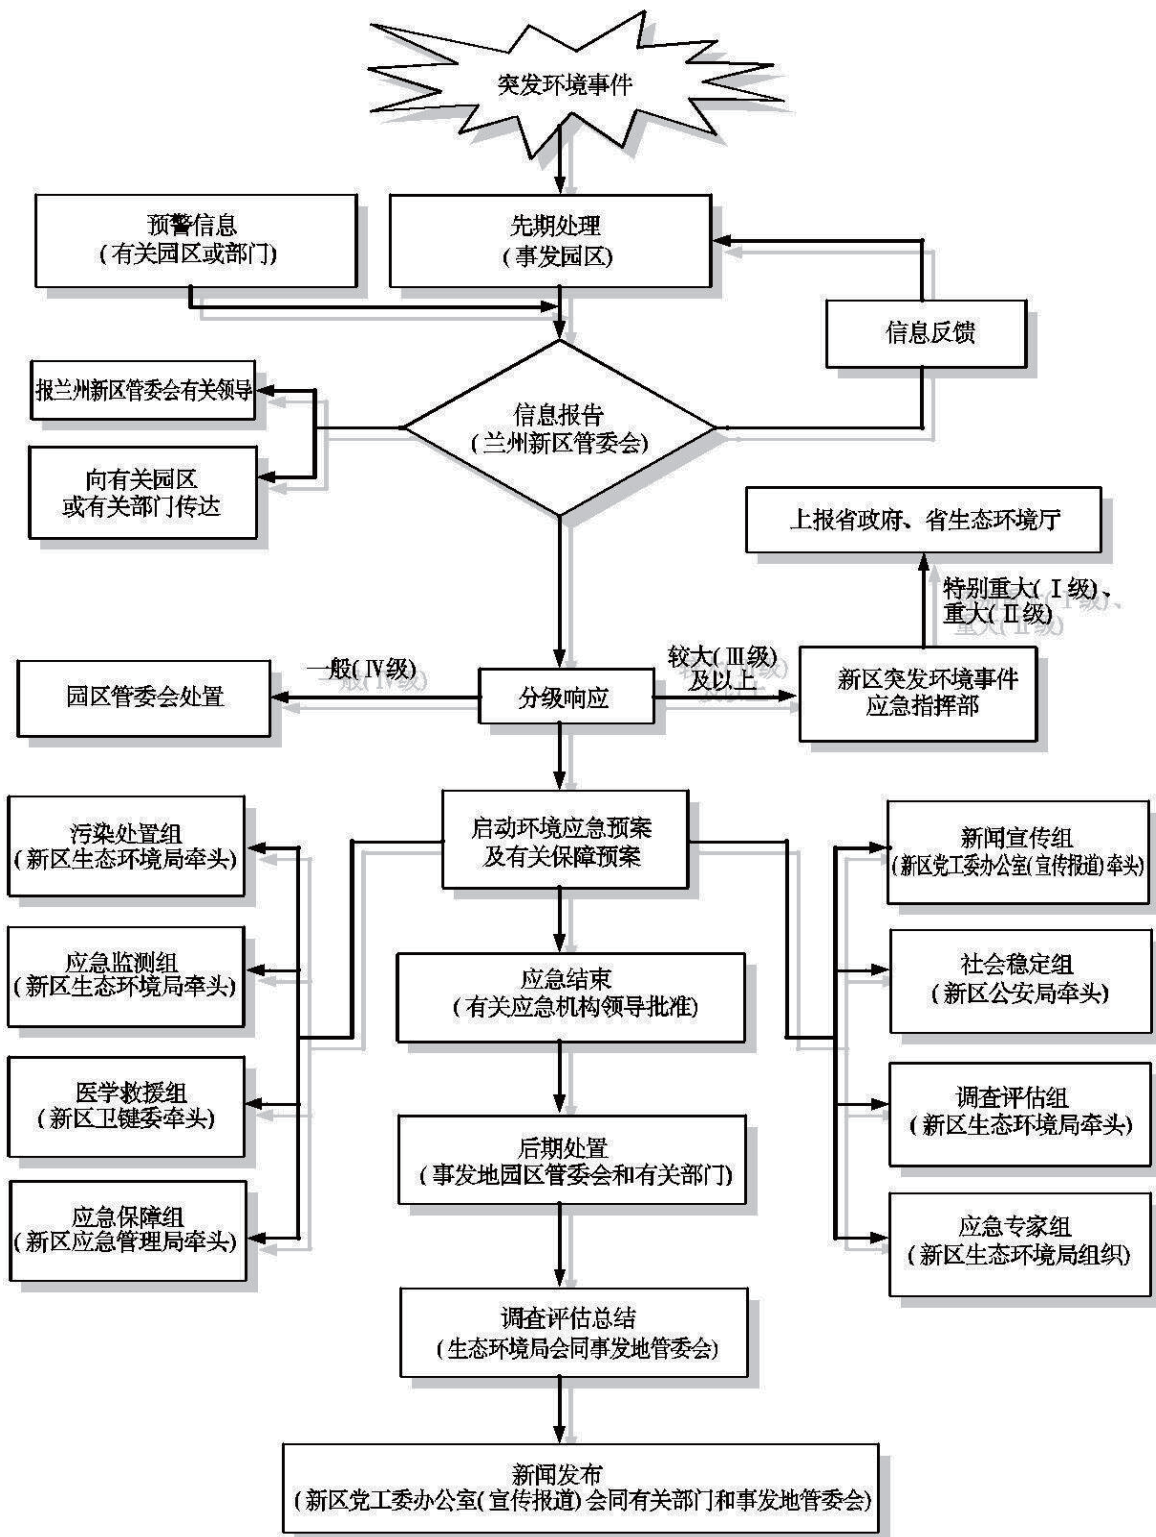 突发环境事件
预警信息
(有关园区或部门)
先期处理
(事发园区)
信息反馈
报兰州新区管委会有关领导
信息报告
(兰州新区管委会)
向有关园区
或有关部门传达
上报省政府、省生态环境厅
特别重大(Ⅰ级)、
重大(Ⅱ级)
一般(Ⅳ级)
较大(Ⅲ级)
及以上
园区管委会处置
分级响应
新区突发环境事件
应急指挥部
启动环境应急预案
及有关保障预案
污染处置组
(新区生态环境局牵头)
新闻宣传组
(新区党工委办公室(宣传报道)牵头)
应急监测组
(新区生态环境局牵头)
应急结束
(有关应急机构领导批准)
社会稳定组
(新区公安局牵头)
医学救援组
(新区卫键委牵头)
后期处置
(事发地园区管委会和有关部门)
调查评估组
(新区生态环境局牵头)
应急保障组
(新区应急管理局牵头)
应急专家组
(新区生态环境局组织)
调查评估总结
(生态环境局会同事发地管委会)
新闻发布
(新区党工委办公室(宣传报道)会同有关部门和事发地管委会)